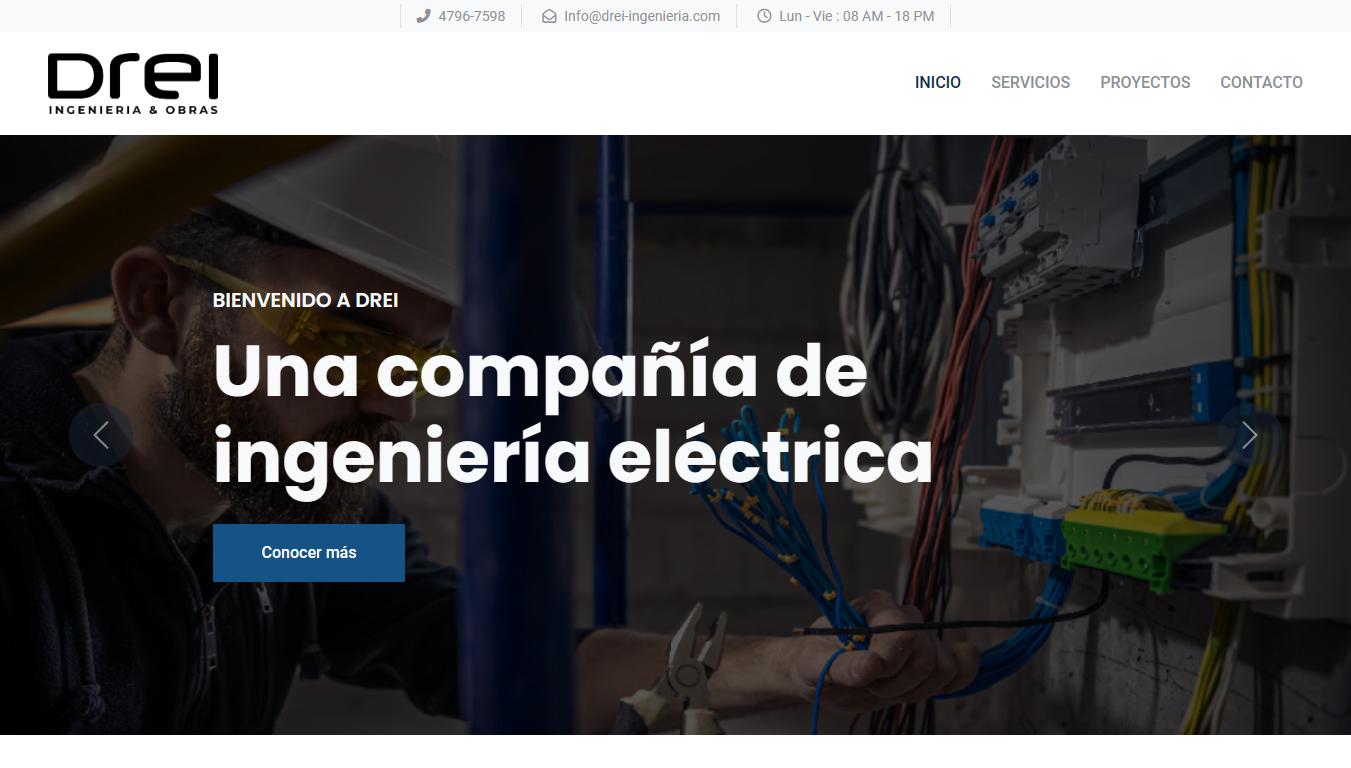 4796-7598 Info@drei-ingenieria.com Lun - Vie : 08 AM - 18 PM
Drei
INGENIERIA & OBRAS
INICIO SERVICIOS PROYECTOS CONTACTO
BIENVENIDO A DREI
Una compañía de
ingeniería eléctrica
Conocer más